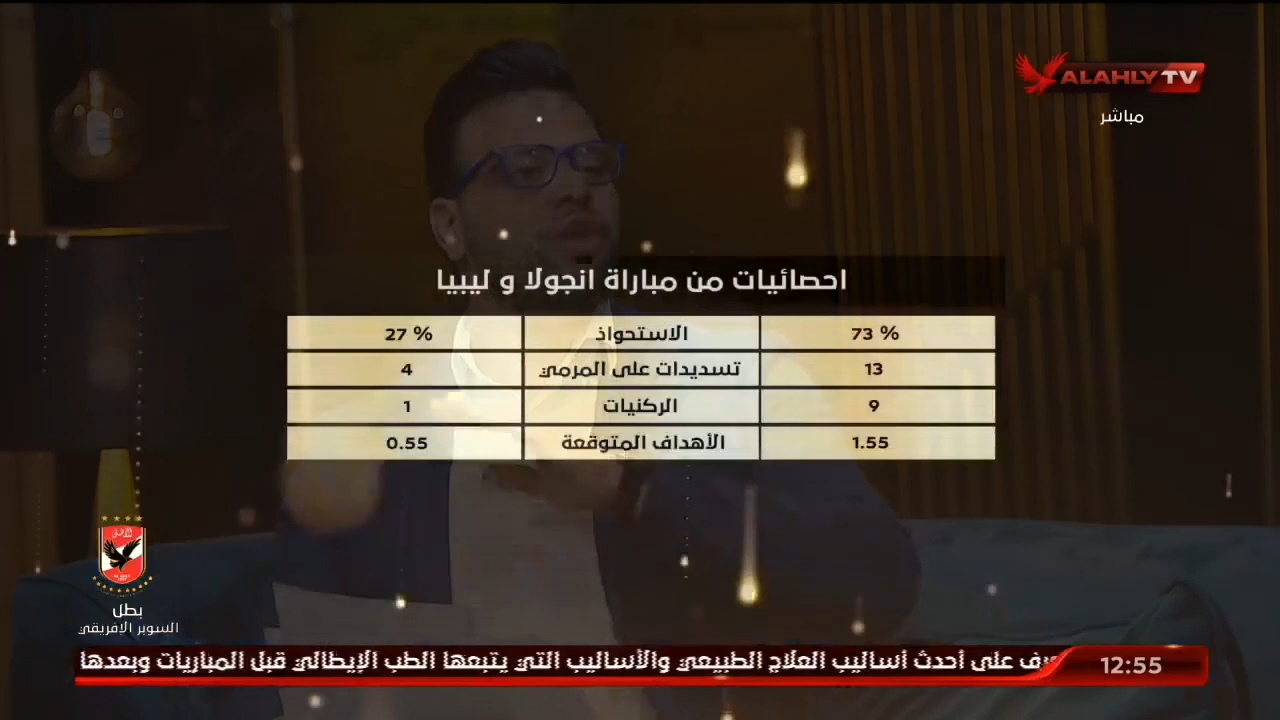 ALAHLY TV
مباشر
احصائيات من مباراة انجولا و ليبيا
73 % الاستحواذ 27 %
13 تسديدات على المرمي 4
9 الركنيات 1
1.55 الأهداف المتوقعة 0.55
بطل
السوبر الإفريقي
12:55 على أحدث أساليب العلاج الطبيعي والأساليب التي يتبعها الطب الإيطالي قبل المباريات وبعدها